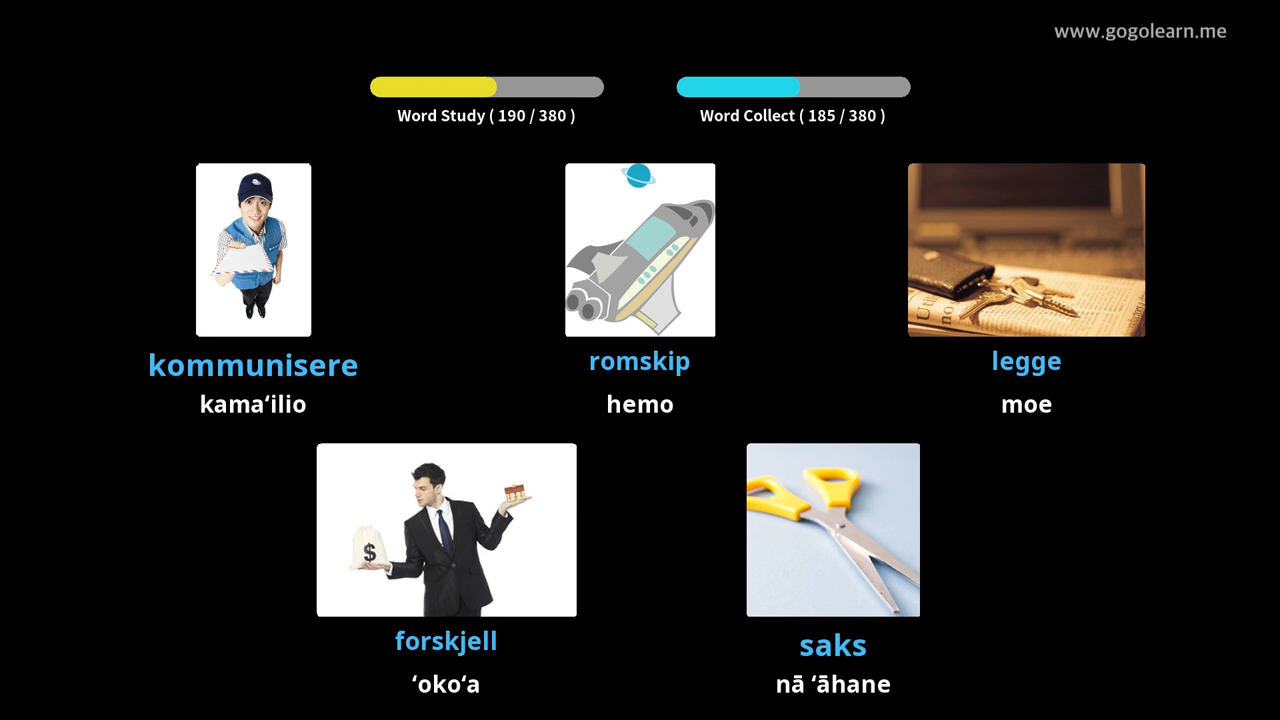 www.gogolearn.me
Word Study ( 190 / 380 )
Word Collect ( 185 / 380 )
kommunisere
kamaʻilio
romskip
hemo
legge
moe
forskjell
ʻokoʻa
saks
nā ʻāhane